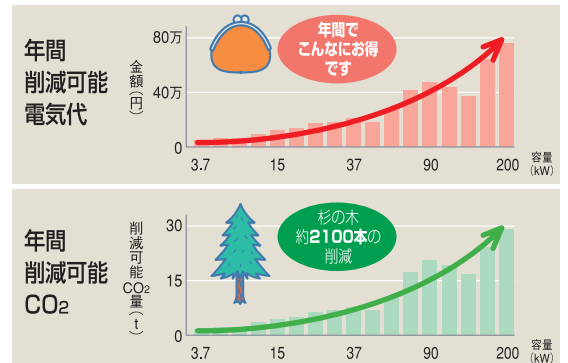 年間
削減可能
電気代
金額(円)
80万
40万
0
年間で
こんなにお得
です
3.7
15
37
90
200
容量
(kW)
年間
削減可能
CO2
削減可能CO2量(t)
30
15
0
杉の木
約2100本の
削減
3.7
15
37
90
200
容量
(kW)